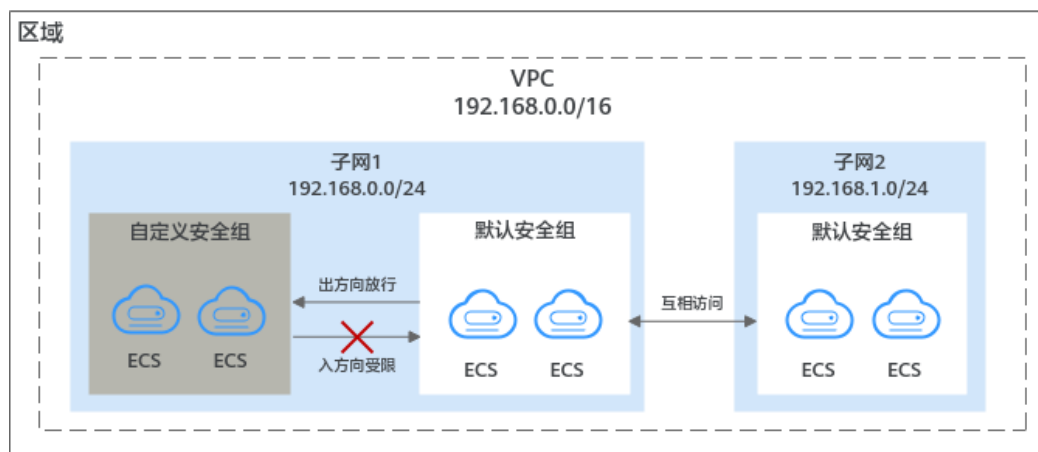 区域
VPC
192.168.0.0/16
子网1
192.168.0.0/24
自定义安全组
ECS
ECS
出方向放行
入方向受限
默认安全组
ECS
ECS
互相访问
子网2
192.168.1.0/24
默认安全组
ECS
ECS